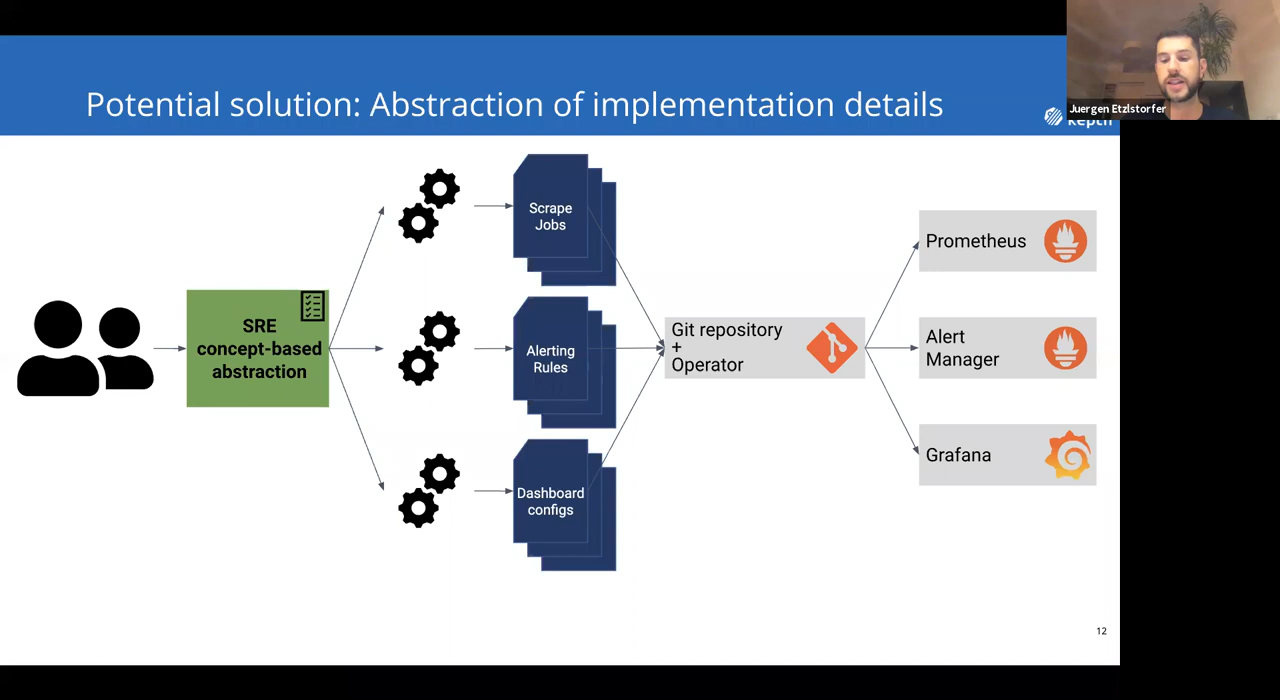 Potential solution: Abstraction of implementation details
Juergen Etzlstorfer
keptn
SRE
concept-based
abstraction
Scrape
Jobs
Alerting
Rules
Dashboard
configs
Git repository
+
Operator
Prometheus
Alert
Manager
Grafana
12